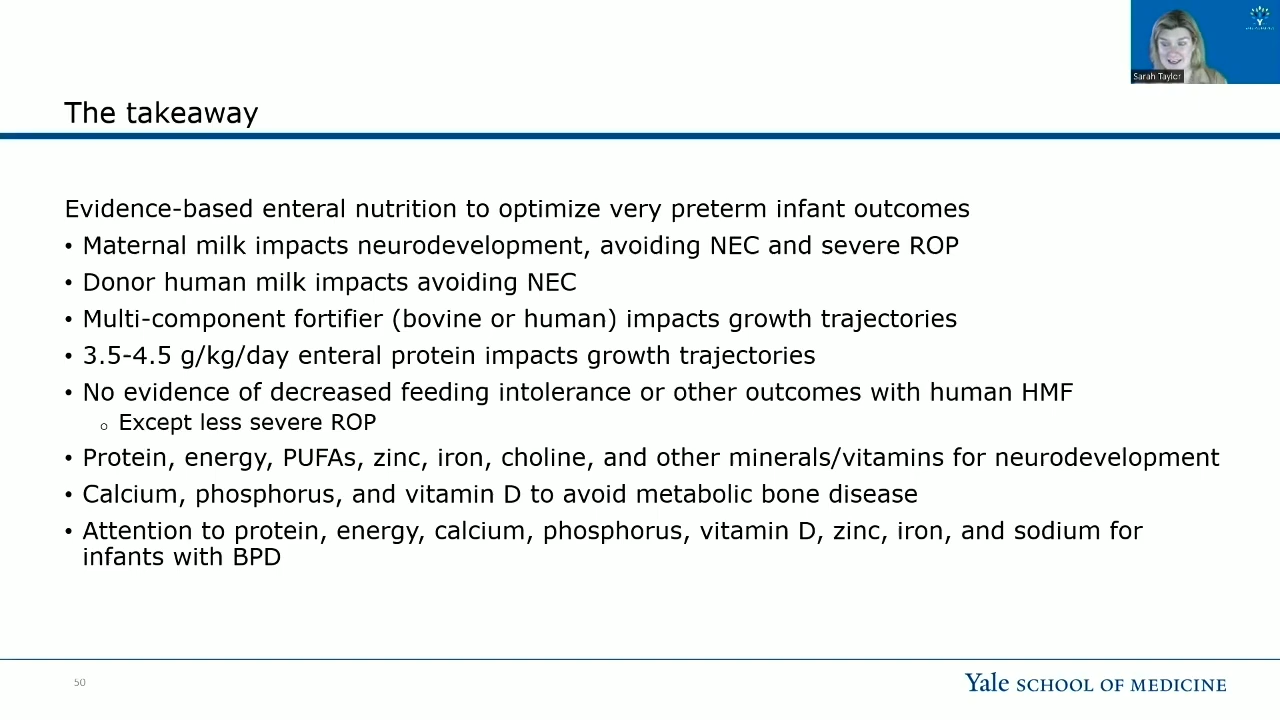 Sarah Taylor
The takeaway
Evidence-based enteral nutrition to optimize very preterm infant outcomes
• Maternal milk impacts neurodevelopment, avoiding NEC and severe ROP
• Donor human milk impacts avoiding NEC
• Multi-component fortifier (bovine or human) impacts growth trajectories
• 3.5-4.5 g/kg/day enteral protein impacts growth trajectories
• No evidence of decreased feeding intolerance or other outcomes with human HMF
o Except less severe ROP
• Protein, energy, PUFAs, zinc, iron, choline, and other minerals/vitamins for neurodevelopment
• Calcium, phosphorus, and vitamin D to avoid metabolic bone disease
• Attention to protein, energy, calcium, phosphorus, vitamin D, zinc, iron, and sodium for
infants with BPD
50
Yale SCHOOL OF MEDICINE